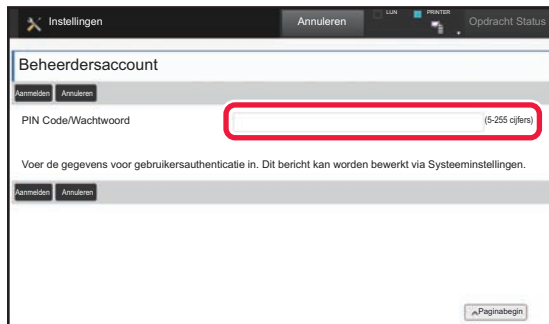 Instellingen
Annuleren
LIJN
PRINTER
Opdracht Status
Beheerdersaccount
Aanmelden Annuleren
PIN Code/Wachtwoord (5-255 cijfers)
Voer de gegevens voor gebruikersauthenticatie in. Dit bericht kan worden bewerkt via Systeeminstellingen.
Aanmelden Annuleren
Paginabegin